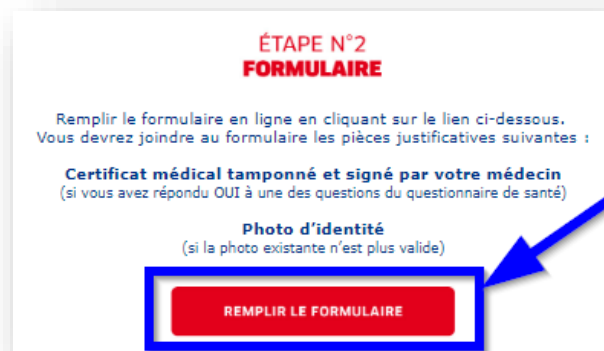 ÉTAPE N°2
FORMULAIRE
Remplir le formulaire en ligne en cliquant sur le lien ci-dessous.
Vous devrez joindre au formulaire les pièces justificatives suivantes :
Certificat médical tamponné et signé par votre médecin
(si vous avez répondu OUI à une des questions du questionnaire de santé)
Photo d'identité
(si la photo existante n'est plus valide)
REMPLIR LE FORMULAIRE